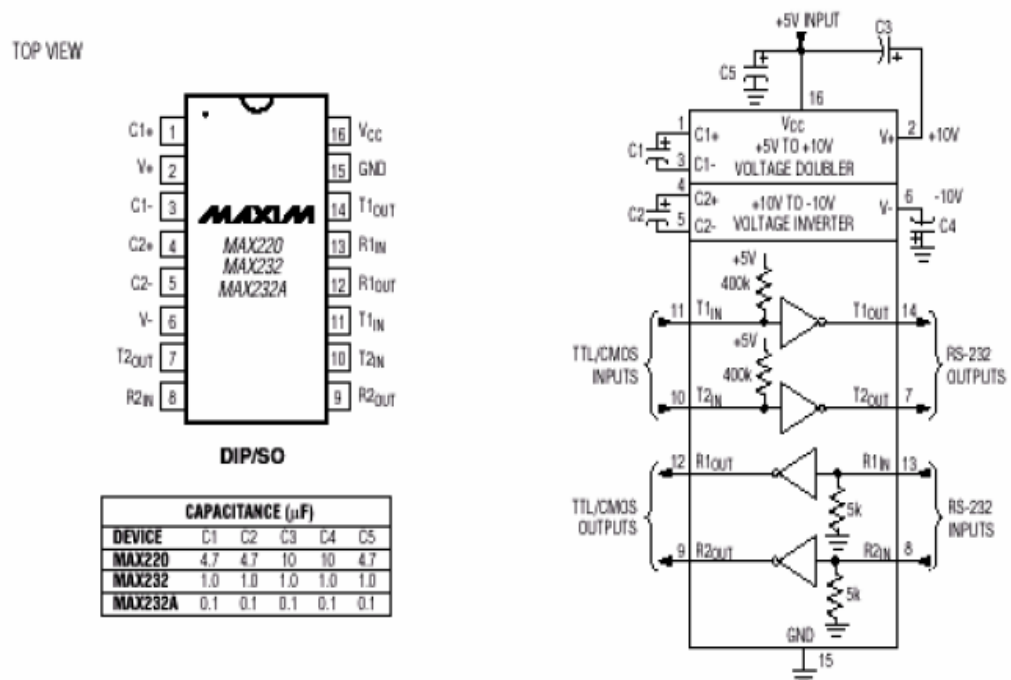 TOP VIEW
C1+ 1
V+ 2
C1- 3
C2+ 4
C2- 5
V- 6
T2OUT 7
R2IN 8
16 VCC
15 GND
14 T1OUT
13 R1IN
12 R1OUT
11 T1IN
10 T2IN
9 R2OUT
MAXIM
MAX220
MAX232
MAX232A
DIP/SO
CAPACITANCE (µF)
DEVICE C1 C2 C3 C4 C5
MAX220 4.7 4.7 10 10 4.7
MAX232 1.0 1.0 1.0 1.0 1.0
MAX232A 0.1 0.1 0.1 0.1 0.1
+5V INPUT
C3
+
+
C5
+
16
VCC
1 C1+
+
C1
3 C1-
+5V TO +10V
VOLTAGE DOUBLER
V+ 2 +10V
4 C2+
+
C2
5 C2-
+10V TO -10V
VOLTAGE INVERTER
V- 6 -10V
+
C4
+5V
400k
11 T1IN
T1OUT 14
TTL/CMOS
INPUTS
+5V
400k
RS-232
OUTPUTS
10 T2IN
T2OUT 7
12 R1OUT
R1IN 13
TTL/CMOS
OUTPUTS
5k
RS-232
INPUTS
9 R2OUT
R2IN 8
5k
GND
15